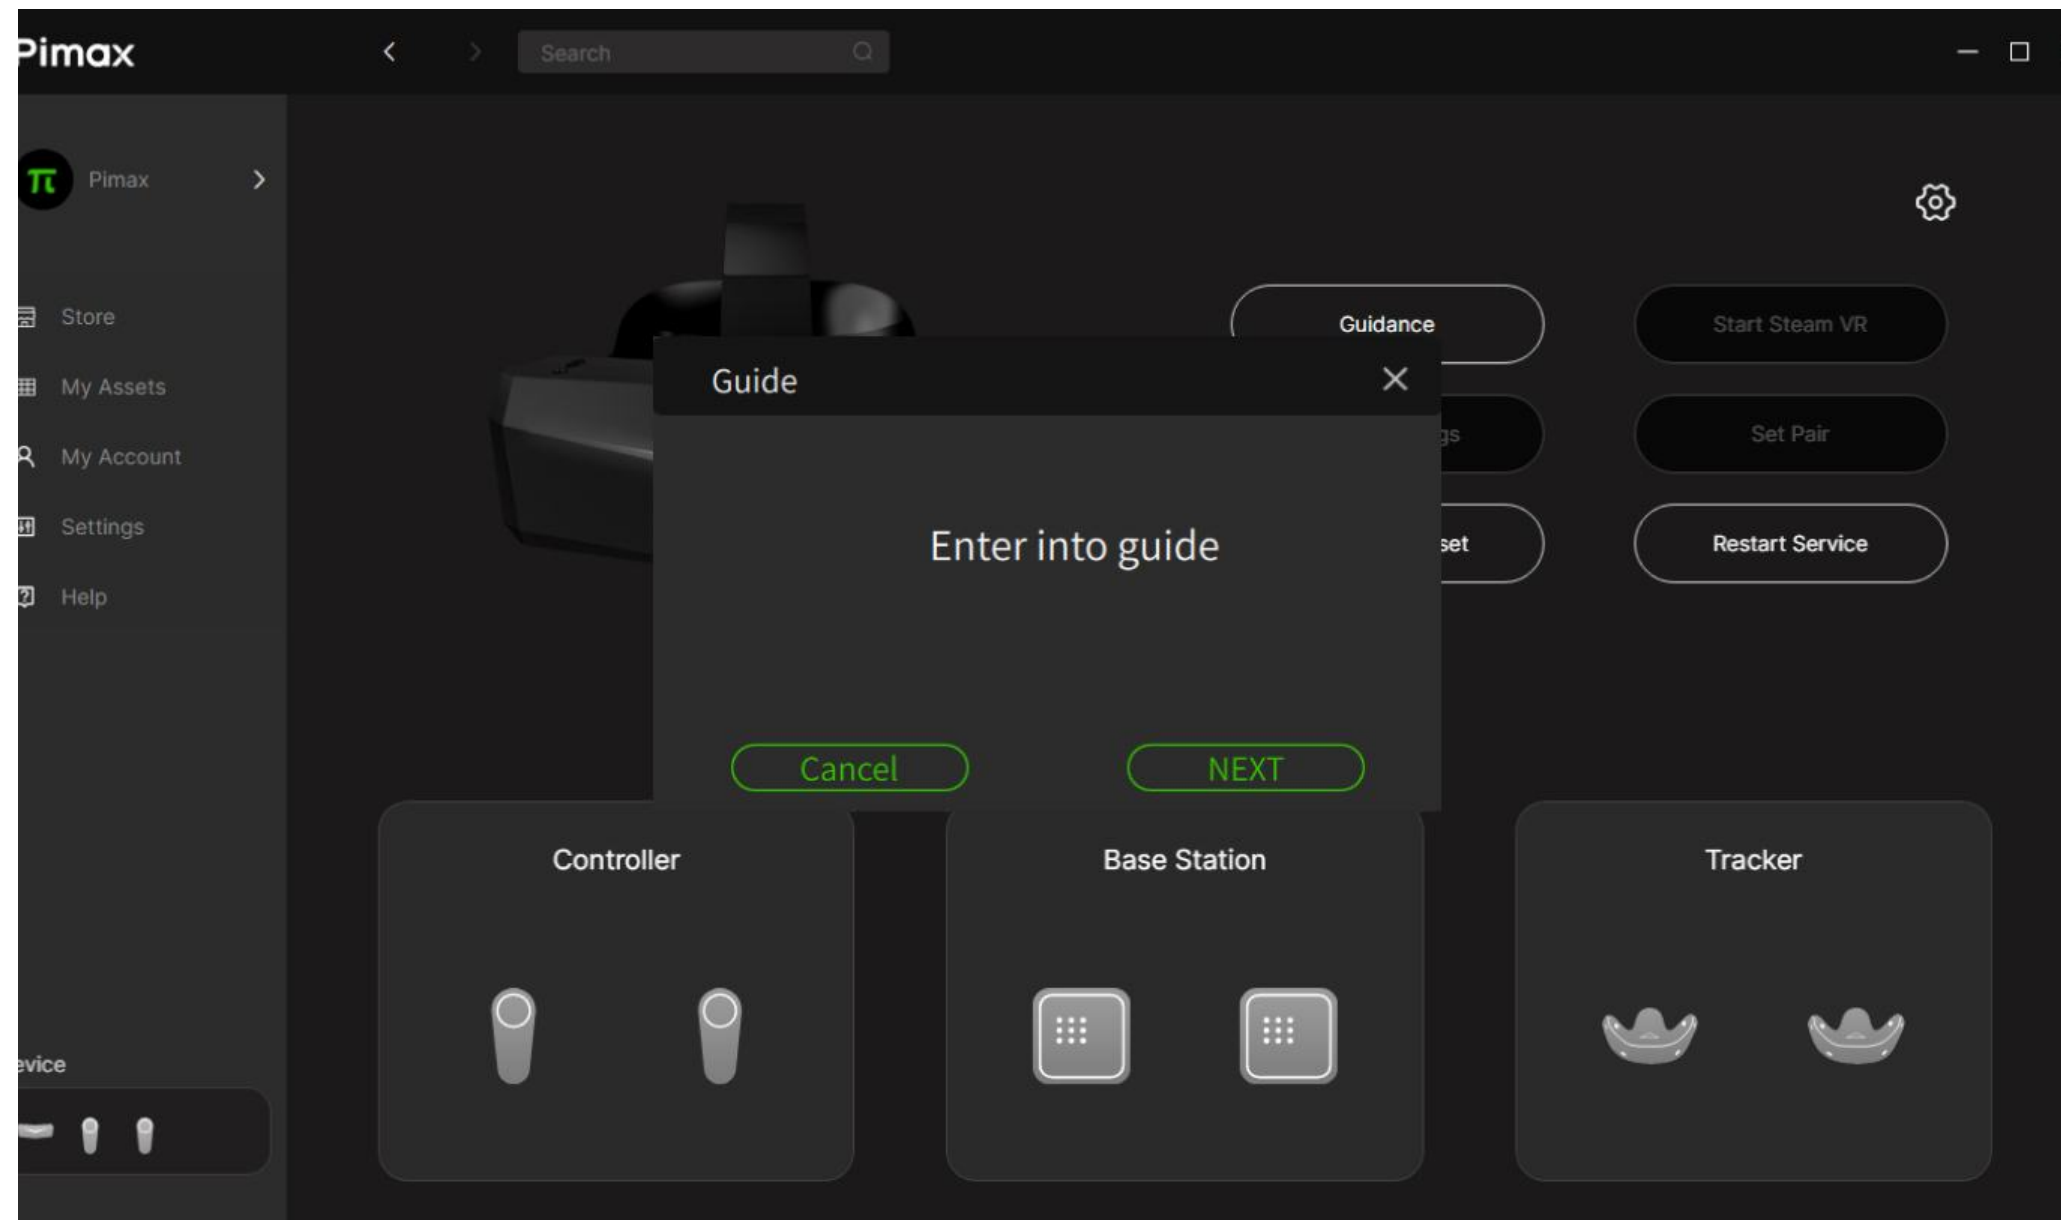 Pimax
Search
Pimax
Store
My Assets
My Account
Settings
Help
Guidance
Start Steam VR
Guide
gs
Set Pair
Enter into guide
set
Restart Service
Cancel
NEXT
Controller
Base Station
Tracker
evice